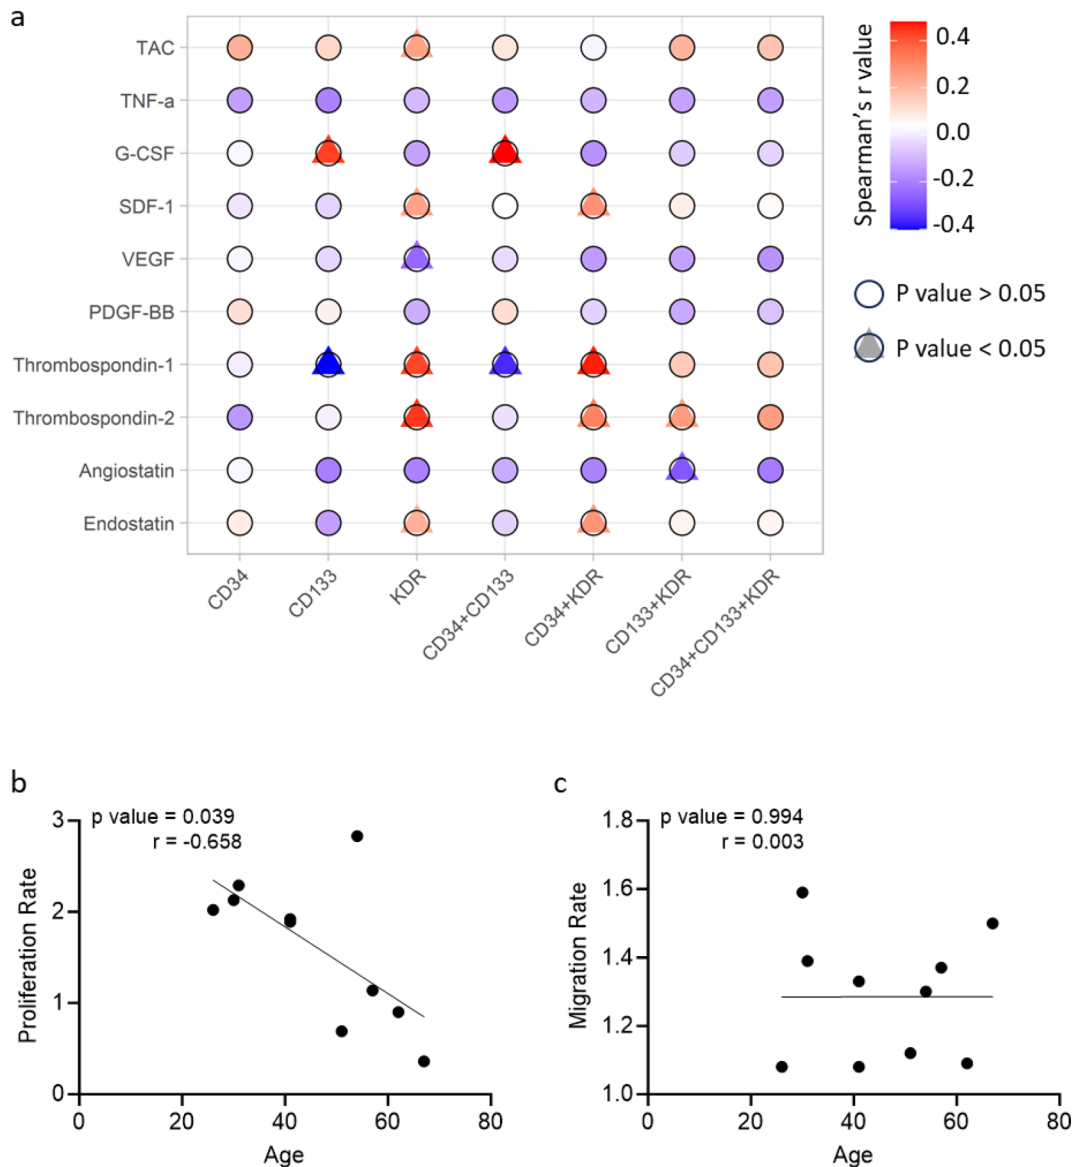 a
TAC
TNF-a
G-CSF
SDF-1
VEGF
PDGF-BB
Thrombospondin-1
Thrombospondin-2
Angiostatin
Endostatin
CD34
CD133
KDR
CD34+CD133
CD34+KDR
CD133+KDR
CD34+CD133+KDR
Spearman's r value
0.4
0.2
0.0
-0.2
-0.4
P value > 0.05
P value < 0.05
b
p value = 0.039
r = -0.658
Proliferation Rate
3
2
1
0
0 20 40 60 80
Age
c
p value = 0.994
r = 0.003
Migration Rate
1.8
1.6
1.4
1.2
1.0
0 20 40 60 80
Age